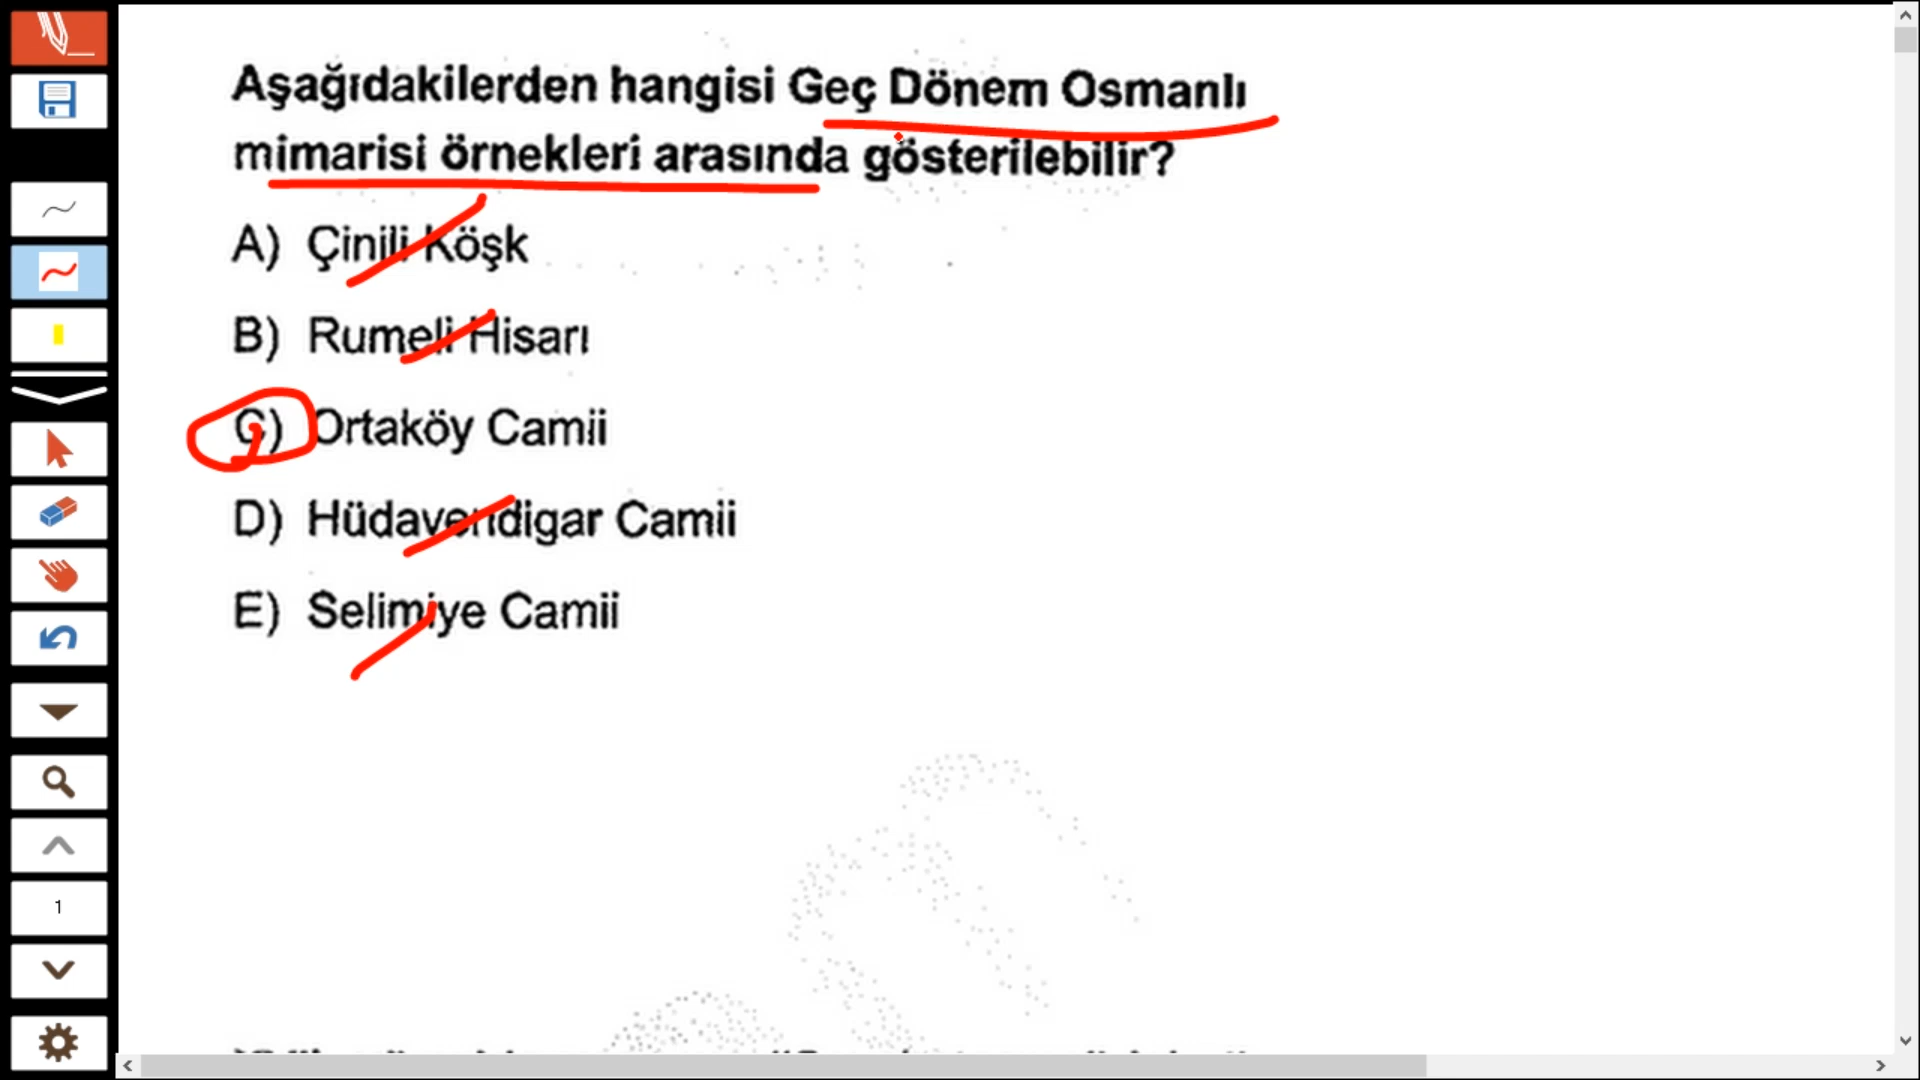 Aşağıdakilerden hangisi Geç Dönem Osmanlı
mimarisi örnekleri arasında gösterilebilir?
A) Çinili Köşk
B) Rumeli Hisarı
C) Ortaköy Camii
D) Hüdavendigar Camii
E) Selimiye Camii
1